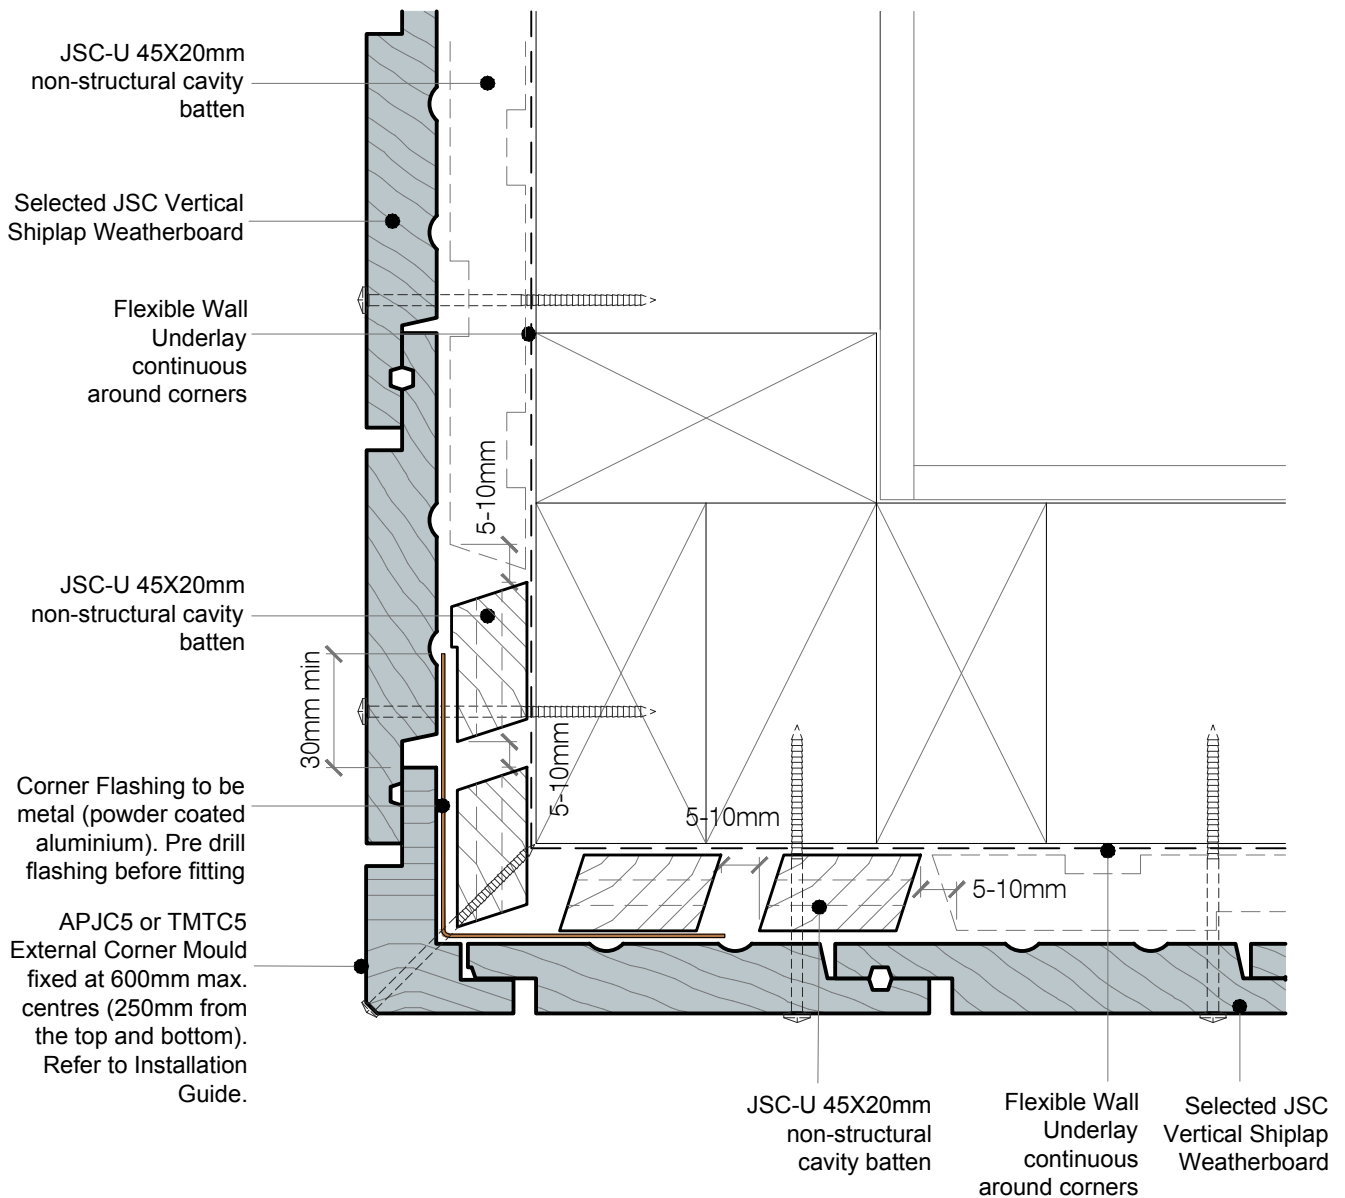 JSC-U 45X20mm
non-structural cavity
batten
Selected JSC Vertical
Shiplap Weatherboard
Flexible Wall
Underlay
continuous
around corners
5-10mm
JSC-U 45X20mm
non-structural cavity
batten
30mm min
5-10mm
5-10mm
5-10mm
Corner Flashing to be
metal (powder coated
aluminium). Pre drill
flashing before fitting
APJC5 or TMTC5
External Corner Mould
fixed at 600mm max.
centres (250mm from
the top and bottom).
Refer to Installation
Guide.
JSC-U 45X20mm
non-structural
cavity batten
Flexible Wall
Underlay
continuous
around corners
Selected JSC
Vertical Shiplap
Weatherboard